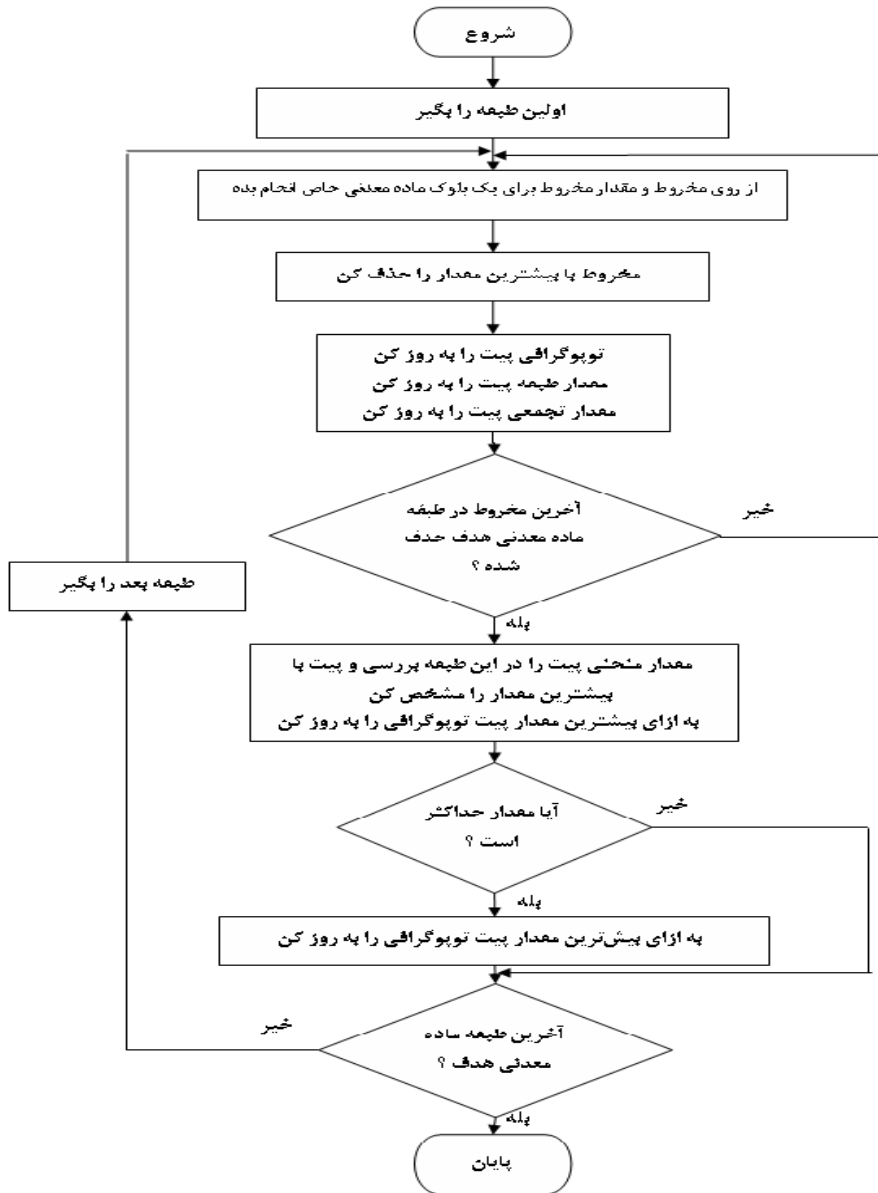 شروع
اولین طبقه را بگیر
از روی مخروط و مقدار مخروط برای یک بلوک ماده معدنی خاص انجام بده
مخروط با بیشترین مقدار را حذف کن
توپوگرافی پیت را به روز کن
مقدار طبقه پیت را به روز کن
مقدار تجمعی پیت را به روز کن
آخرین مخروط در طبقه
ماده معدنی هدف حذف
شده ؟
خیر
بله
طبقه بعد را بگیر
مقدار منحنی پیت را در این طبقه بررسی و پیت با
بیشترین مقدار را مشخص کن
به ازای بیشترین مقدار پیت توپوگرافی را به روز کن
آیا مقدار حداکثر
است ؟
خیر
بله
به ازای بیش‌ترین مقدار پیت توپوگرافی را به روز کن
آخرین طبقه ماده
معدنی هدف ؟
خیر
بله
پایان